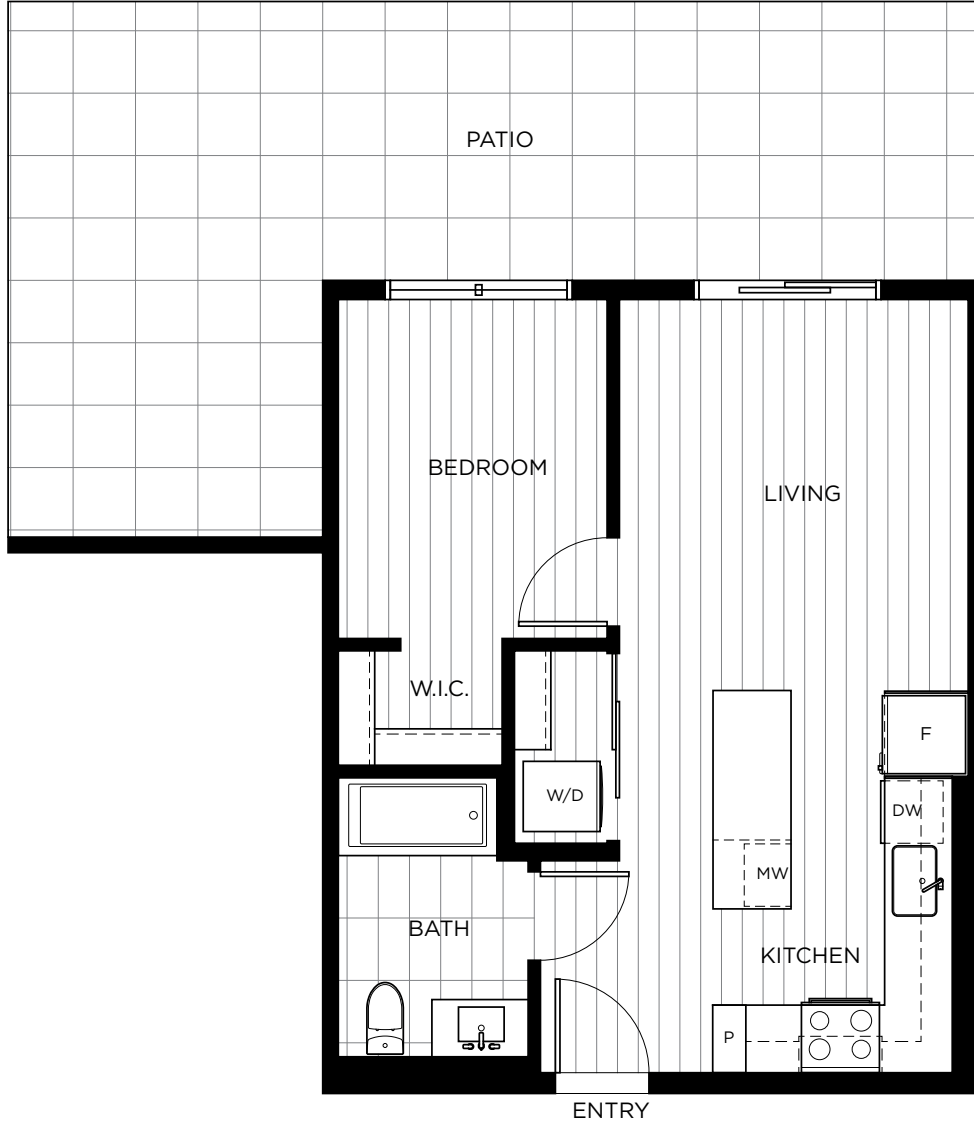 PATIO
BEDROOM
LIVING
W.I.C.
F
W/D
DW
MW
BATH
KITCHEN
P
ENTRY